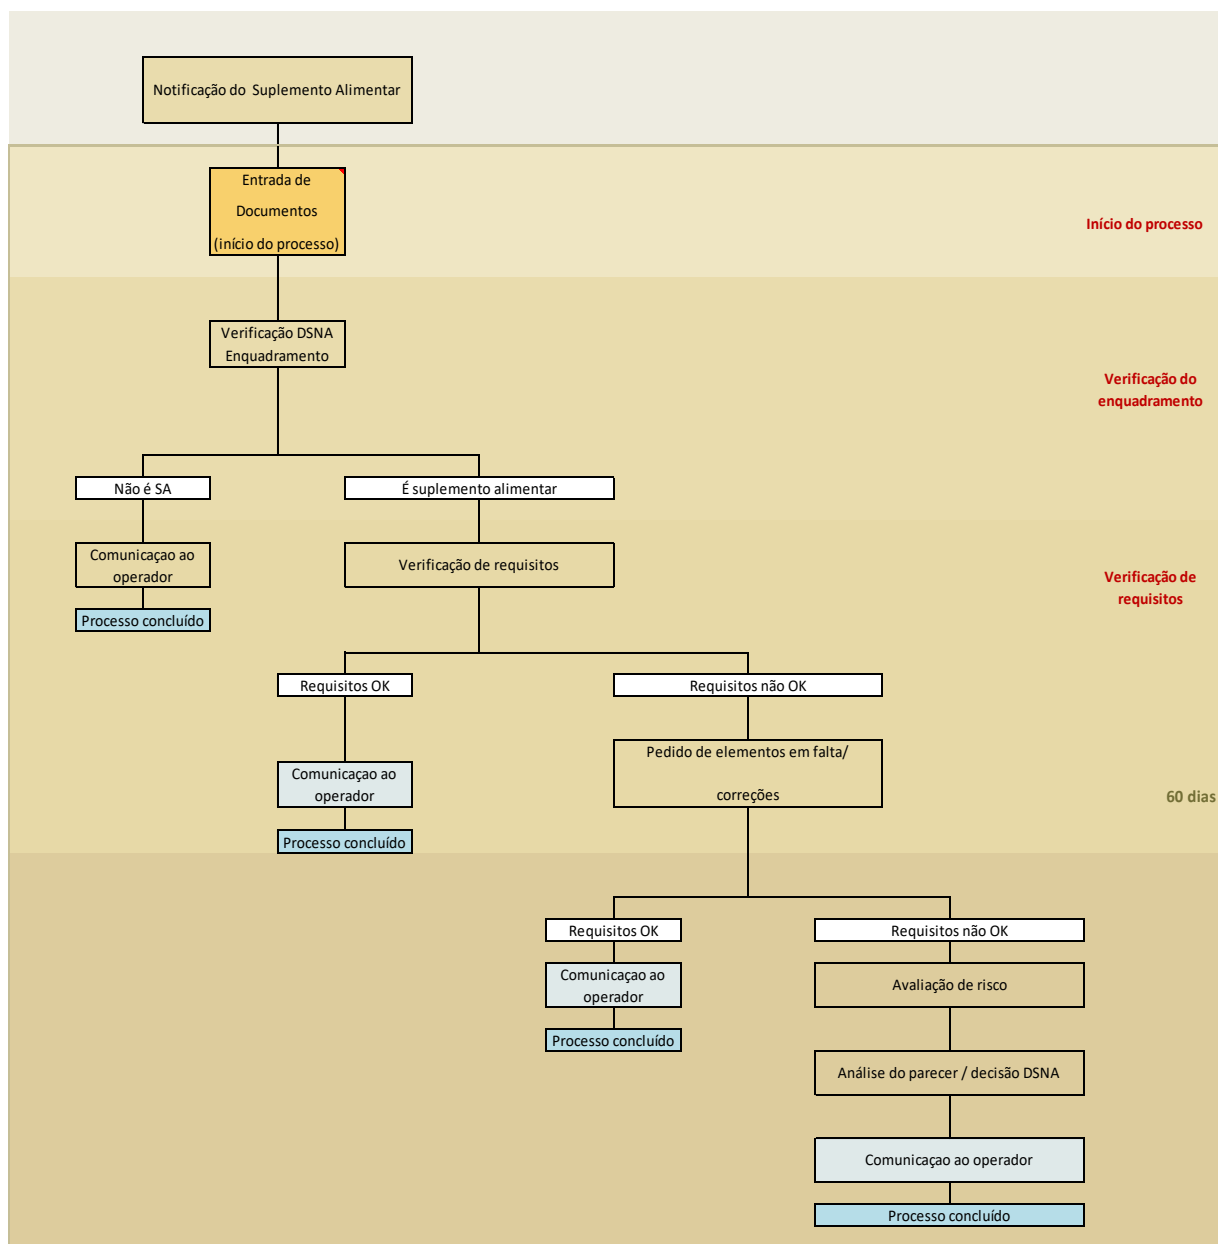 Notificação do  Suplemento Alimentar
Entrada de
Documentos
(início do processo)
Início do processo
Verificação DSNA
Enquadramento
Verificação do
enquadramento
Não é SA
É suplemento alimentar
Comunicaçao ao
operador
Verificação de requisitos
Verificação de
requisitos
Processo concluído
Requisitos OK
Requisitos não OK
Pedido de elementos em falta/
correções
Comunicaçao ao
operador
60 dias
Processo concluído
Requisitos OK
Requisitos não OK
Comunicaçao ao
operador
Avaliação de risco
Processo concluído
Análise do parecer / decisão DSNA
Comunicaçao ao operador
Processo concluído